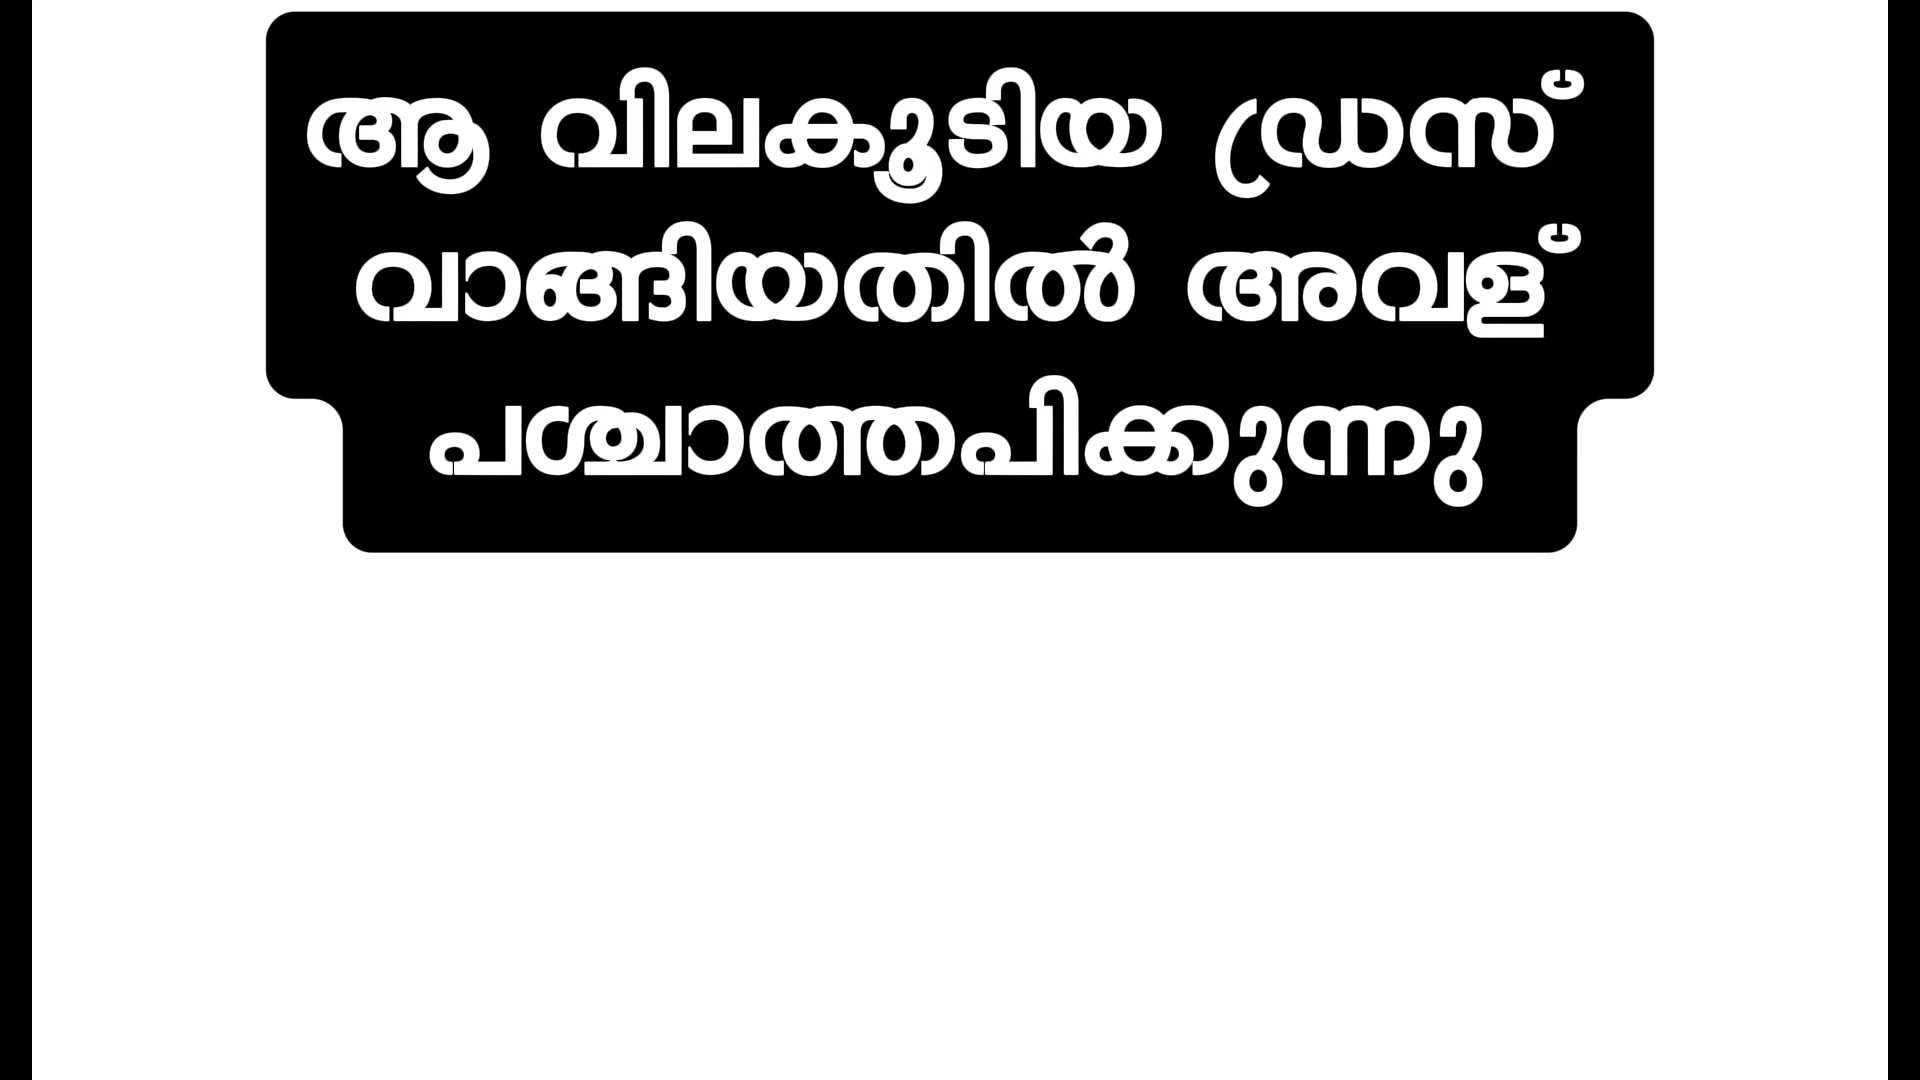 ആ വിലകൂടിയ ഡ്രസ്
വാങ്ങിയതിൽ അവള്
പശ്ചാത്തപിക്കുന്നു